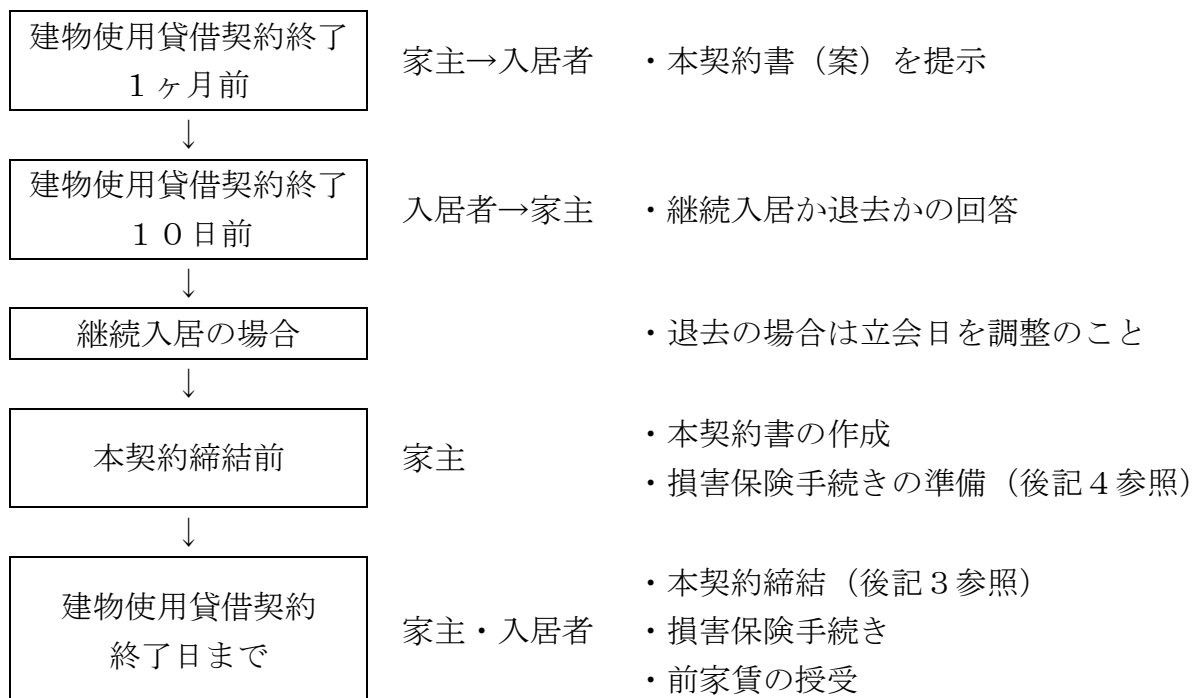 建物使用貸借契約終了
１ヶ月前
家主→入居者
・本契約書（案）を提示
↓
建物使用貸借契約終了
１０日前
入居者→家主
・継続入居か退去かの回答
↓
継続入居の場合
・退去の場合は立会日を調整のこと
↓
本契約締結前
家主
・本契約書の作成
・損害保険手続きの準備（後記４参照）
↓
建物使用貸借契約
終了日まで
家主・入居者
・本契約締結（後記３参照）
・損害保険手続き
・前家賃の授受